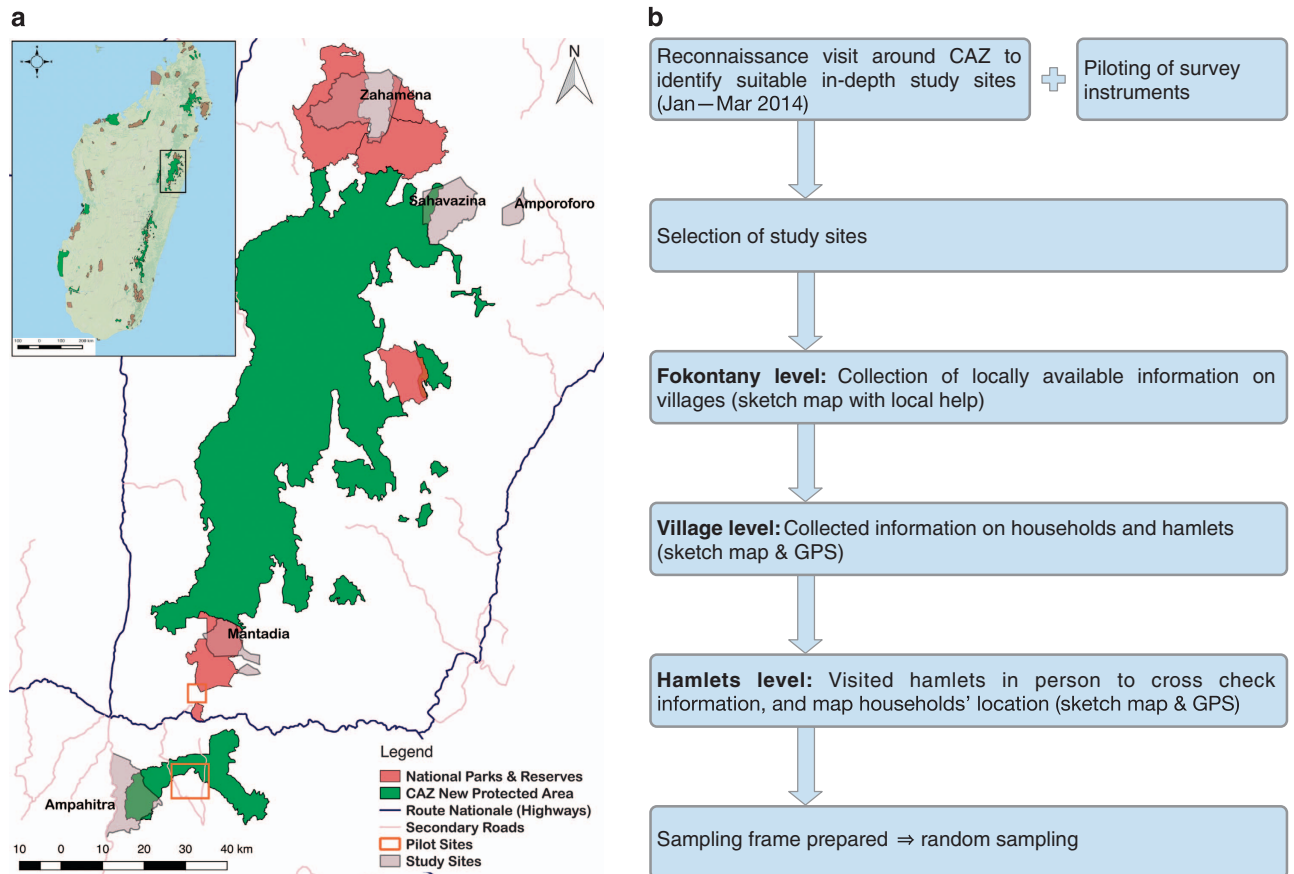 a
N
Zahamena
Sahavazina
Amporoforo
Mantadia
Ampahitra
Legend
National Parks & Reserves
CAZ New Protected Area
Route Nationale (Highways)
Secondary Roads
Pilot Sites
Study Sites
10 0 10 20 30 40 km
100 0 100 200 km
b
Reconnaissance visit around CAZ to
identify suitable in-depth study sites
(Jan—Mar 2014)
Piloting of survey
instruments
Selection of study sites
Fokontany level: Collection of locally available information on
villages (sketch map with local help)
Village level: Collected information on households and hamlets
(sketch map & GPS)
Hamlets level: Visited hamlets in person to cross check
information, and map households’ location (sketch map & GPS)
Sampling frame prepared ⇒ random sampling